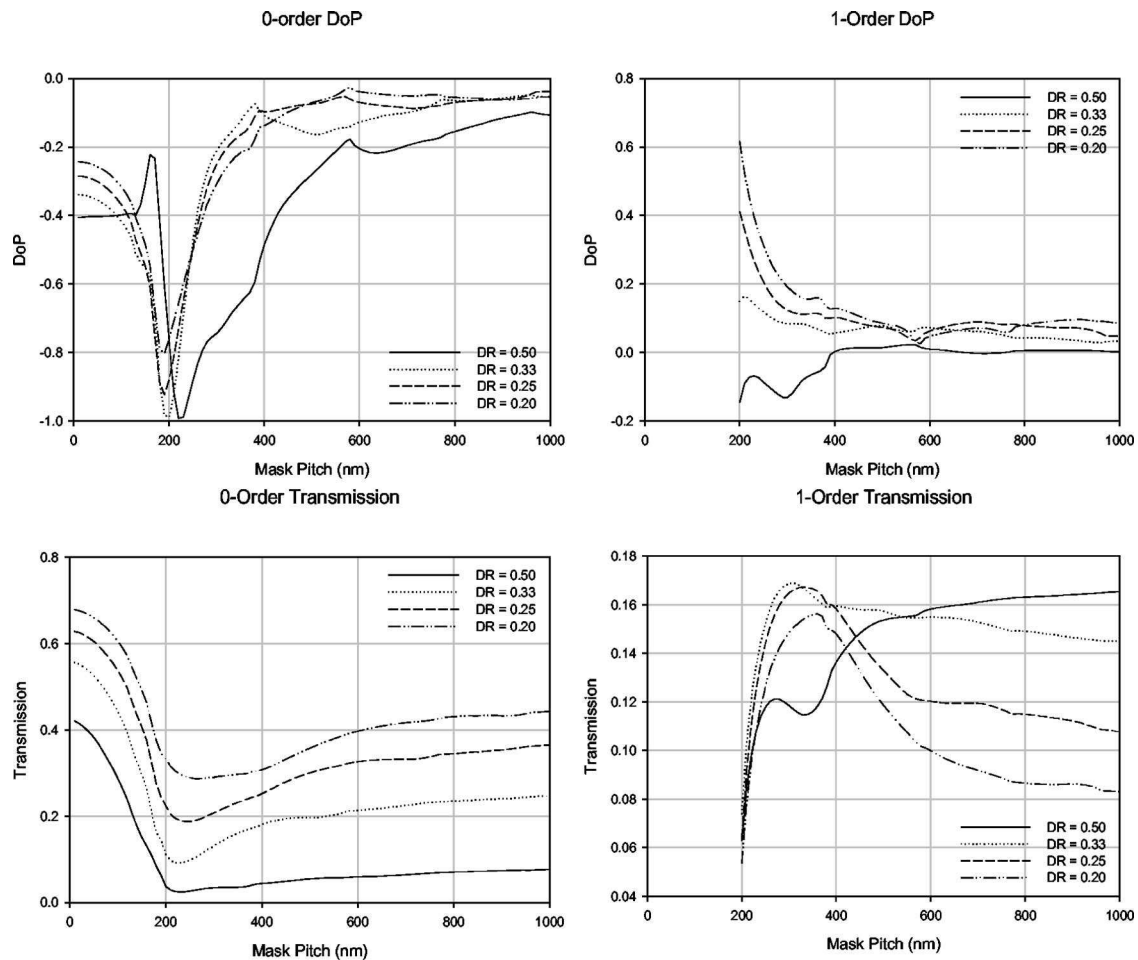 0-order DoP
0.0
-0.2
-0.4
-0.6
-0.8
-1.0
DoP
DR = 0.50
DR = 0.33
DR = 0.25
DR = 0.20
0 200 400 600 800 1000
Mask Pitch (nm)
1-Order DoP
0.8
0.6
0.4
0.2
0.0
-0.2
DoP
DR = 0.50
DR = 0.33
DR = 0.25
DR = 0.20
0 200 400 600 800 1000
Mask Pitch (nm)
0-Order Transmission
0.8
0.6
0.4
0.2
0.0
Transmission
DR = 0.50
DR = 0.33
DR = 0.25
DR = 0.20
0 200 400 600 800 1000
Mask Pitch (nm)
1-Order Transmission
0.18
0.16
0.14
0.12
0.10
0.08
0.06
0.04
Transmission
DR = 0.50
DR = 0.33
DR = 0.25
DR = 0.20
0 200 400 600 800 1000
Mask Pitch (nm)